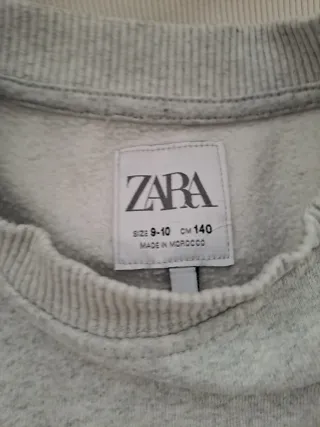 ZARA
SIZE 9-10 CM 140
MADE IN MOROCCO